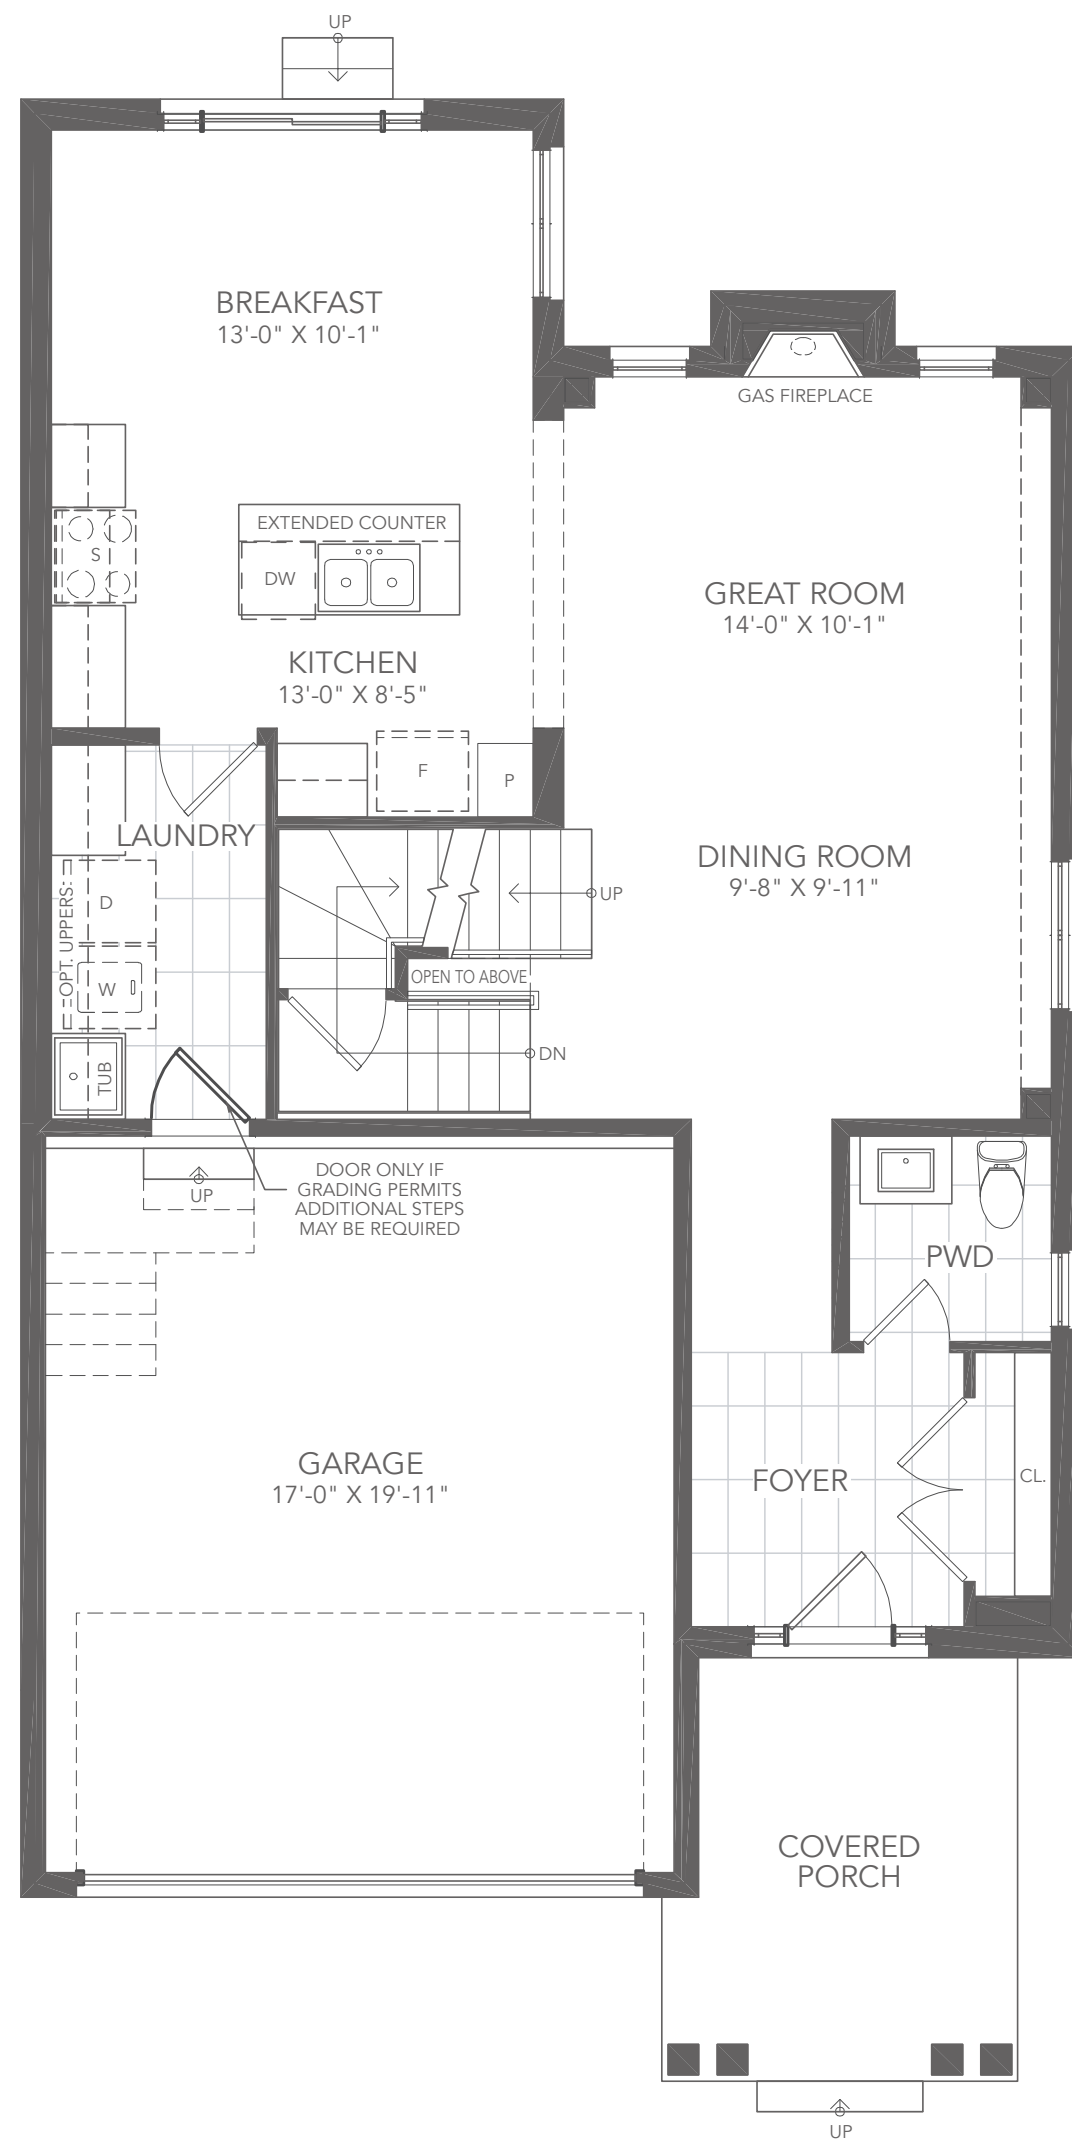 UP
BREAKFAST
13'-0" X 10'-1"
GAS FIREPLACE
EXTENDED COUNTER
S
DW
GREAT ROOM
14'-0" X 10'-1"
KITCHEN
13'-0" X 8'-5"
F
P
LAUNDRY
DINING ROOM
9'-8" X 9'-11"
UP
D
OPT. UPPERS
W
OPEN TO ABOVE
DN
TUB
DOOR ONLY IF
GRADING PERMITS
ADDITIONAL STEPS
MAY BE REQUIRED
UP
PWD
GARAGE
17'-0" X 19'-11"
FOYER
CL.
COVERED
PORCH
UP